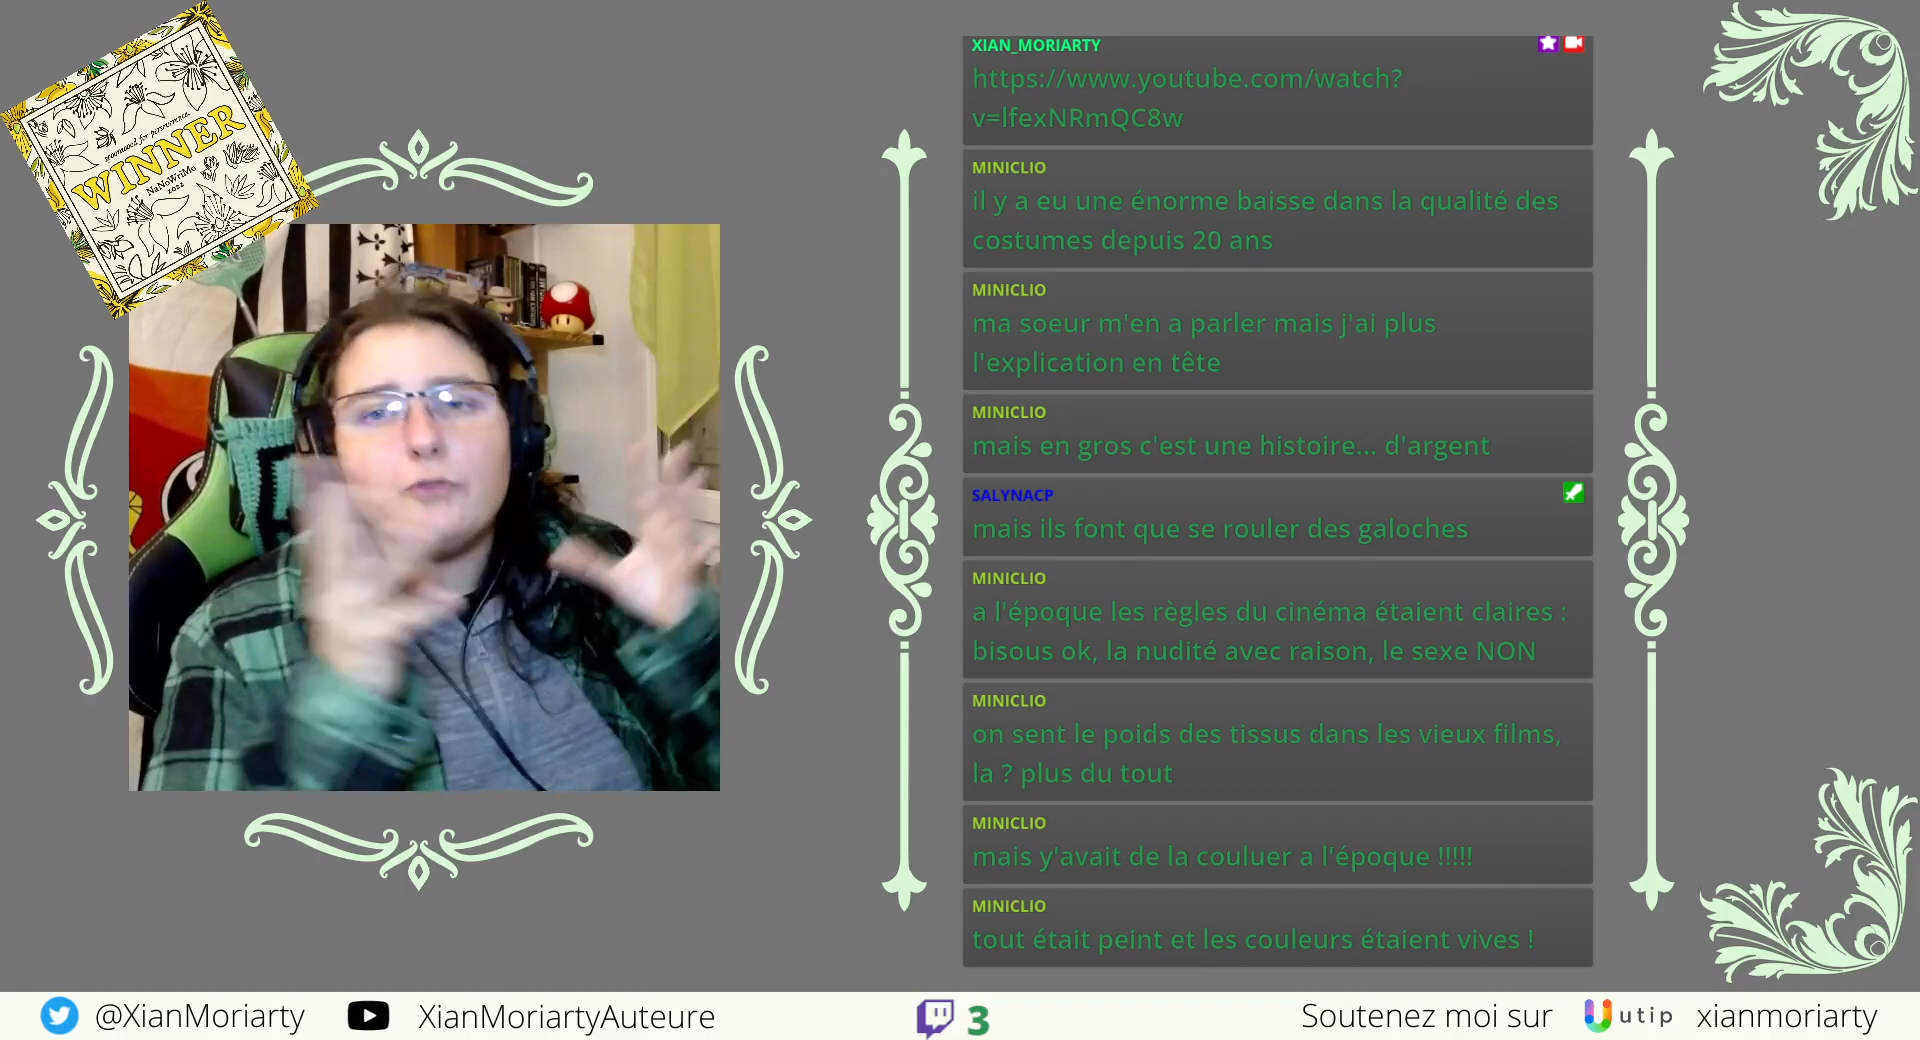 Recommended for perseverance.
WINNER
NaNoWriMo
2022
XIAN_MORIARTY
https://www.youtube.com/watch?
v=lfexNRmQC8w
MINICLIO
il y a eu une énorme baisse dans la qualité des
costumes depuis 20 ans
MINICLIO
ma soeur m'en a parler mais j'ai plus
l'explication en tête
MINICLIO
mais en gros c'est une histoire... d'argent
SALYNACP
mais ils font que se rouler des galoches
MINICLIO
a l'époque les règles du cinéma étaient claires :
bisous ok, la nudité avec raison, le sexe NON
MINICLIO
on sent le poids des tissus dans les vieux films,
la ? plus du tout
MINICLIO
mais y'avait de la couluer a l'époque !!!!!
MINICLIO
tout était peint et les couleurs étaient vives !
@XianMoriarty
XianMoriartyAuteure
3
Soutenez moi sur
utip
xianmoriarty